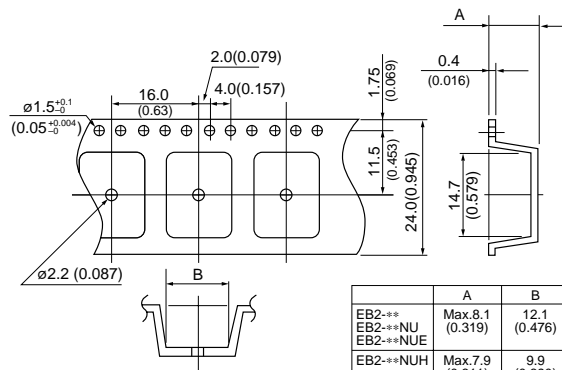 A
2.0(0.079)
0.4
(0.016)
16.0
(0.63)
4.0(0.157)
1.75
(0.069)
ø1.5 +0.1 -0
(0.05 +0.004 -0)
11.5
(0.453)
24.0(0.945)
14.7
(0.579)
ø2.2 (0.087)
B
A B
EB2-** Max.8.1 12.1
EB2-**NU (0.319) (0.476)
EB2-**NUE
EB2-**NUH Max.7.9 9.9